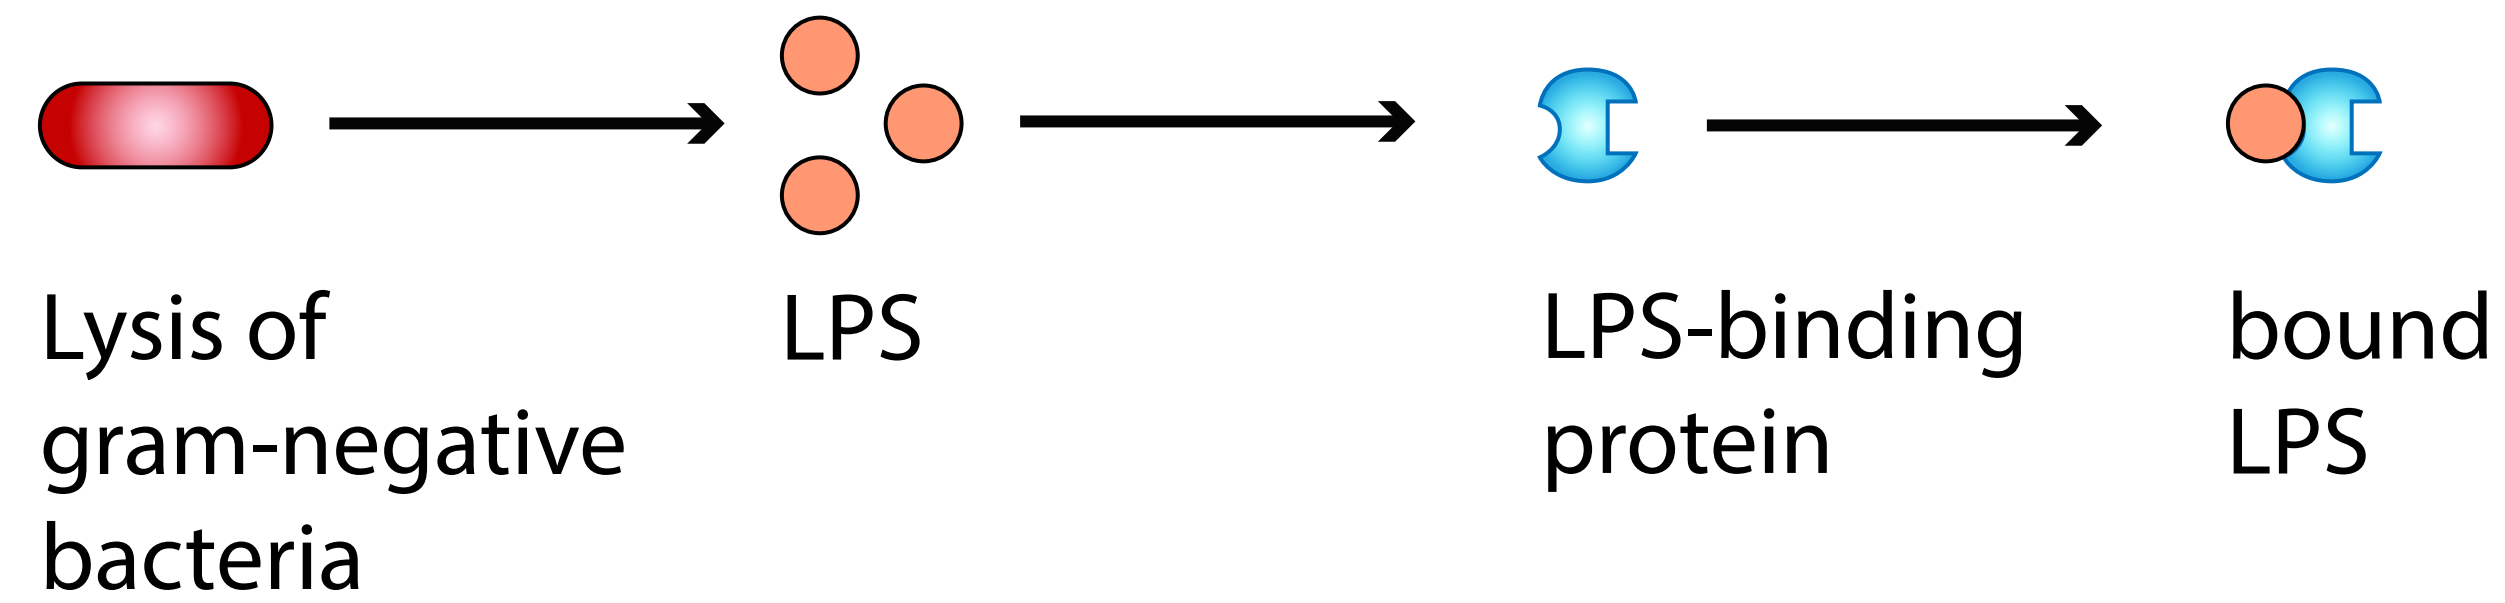 Lysis of
gram-negative
bacteria
LPS
LPS-binding
protein
bound
LPS